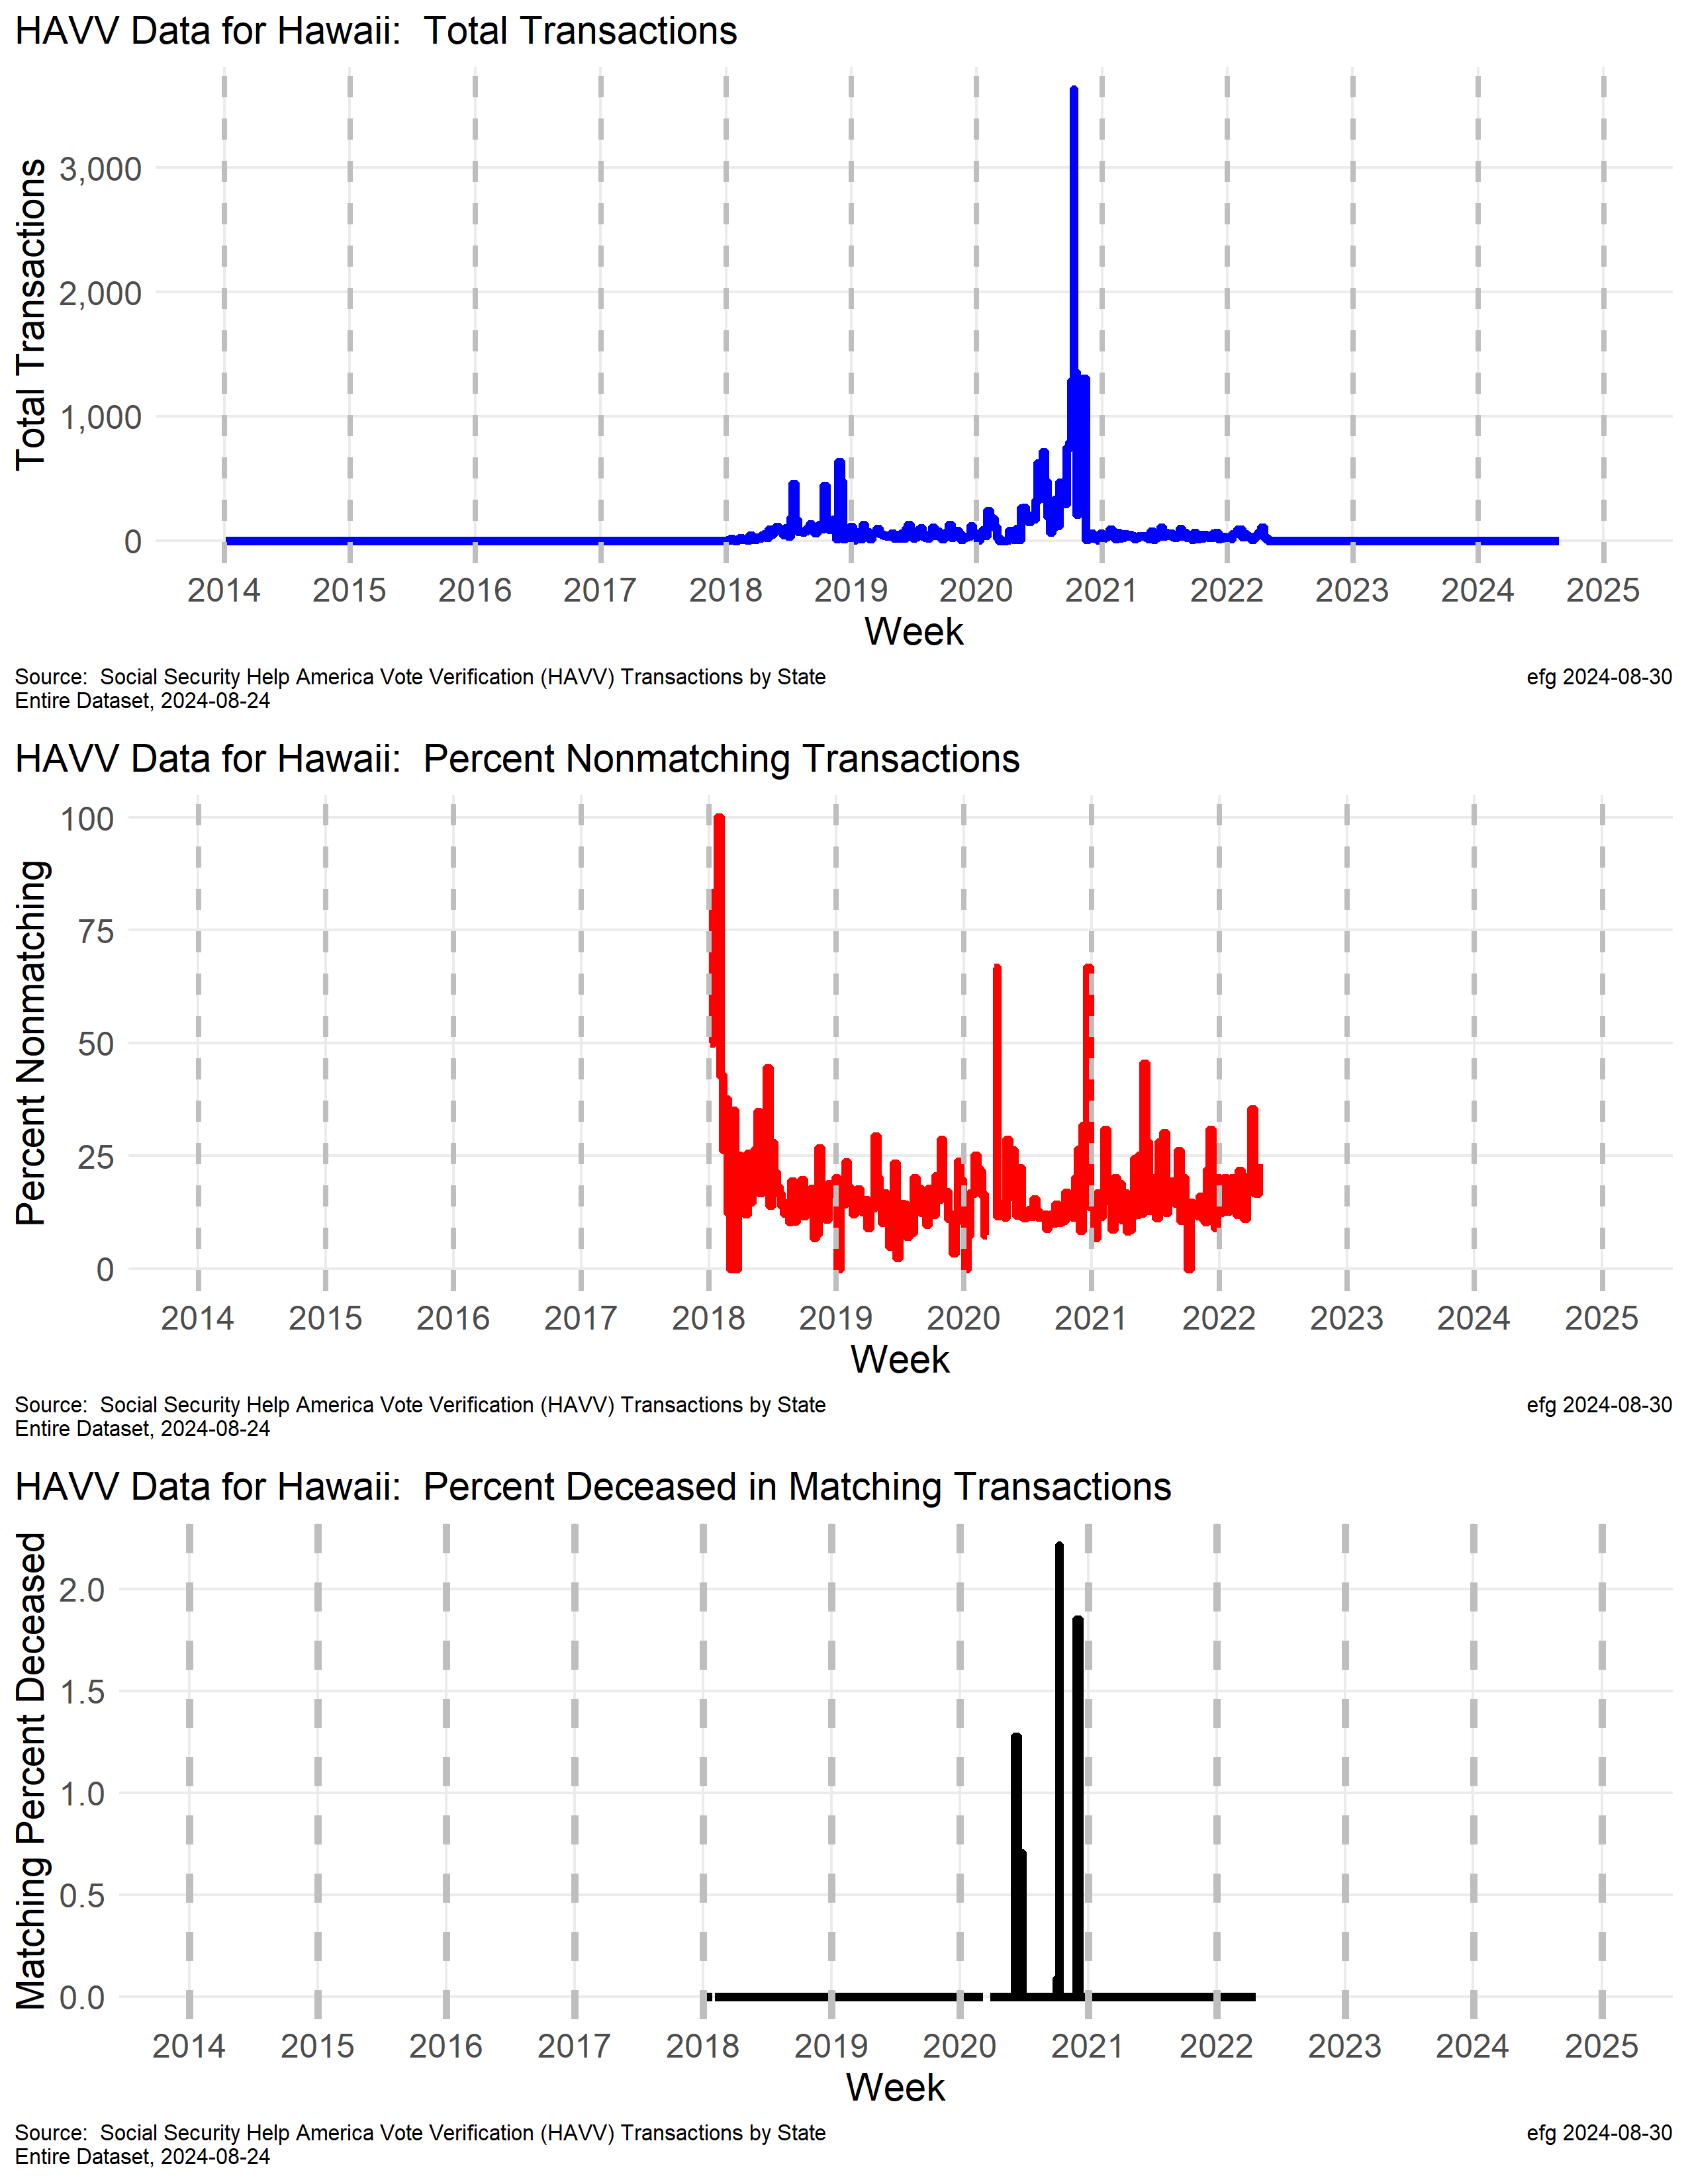 HAVV Data for Hawaii:  Total Transactions
Total Transactions
3,000
2,000
1,000
0
2014 2015 2016 2017 2018 2019 2020 2021 2022 2023 2024 2025
Week
Source:  Social Security Help America Vote Verification (HAVV) Transactions by State
Entire Dataset, 2024-08-24
efg 2024-08-30
HAVV Data for Hawaii:  Percent Nonmatching Transactions
Percent Nonmatching
100
75
50
25
0
2014 2015 2016 2017 2018 2019 2020 2021 2022 2023 2024 2025
Week
Source:  Social Security Help America Vote Verification (HAVV) Transactions by State
Entire Dataset, 2024-08-24
efg 2024-08-30
HAVV Data for Hawaii:  Percent Deceased in Matching Transactions
Matching Percent Deceased
2.0
1.5
1.0
0.5
0.0
2014 2015 2016 2017 2018 2019 2020 2021 2022 2023 2024 2025
Week
Source:  Social Security Help America Vote Verification (HAVV) Transactions by State
Entire Dataset, 2024-08-24
efg 2024-08-30